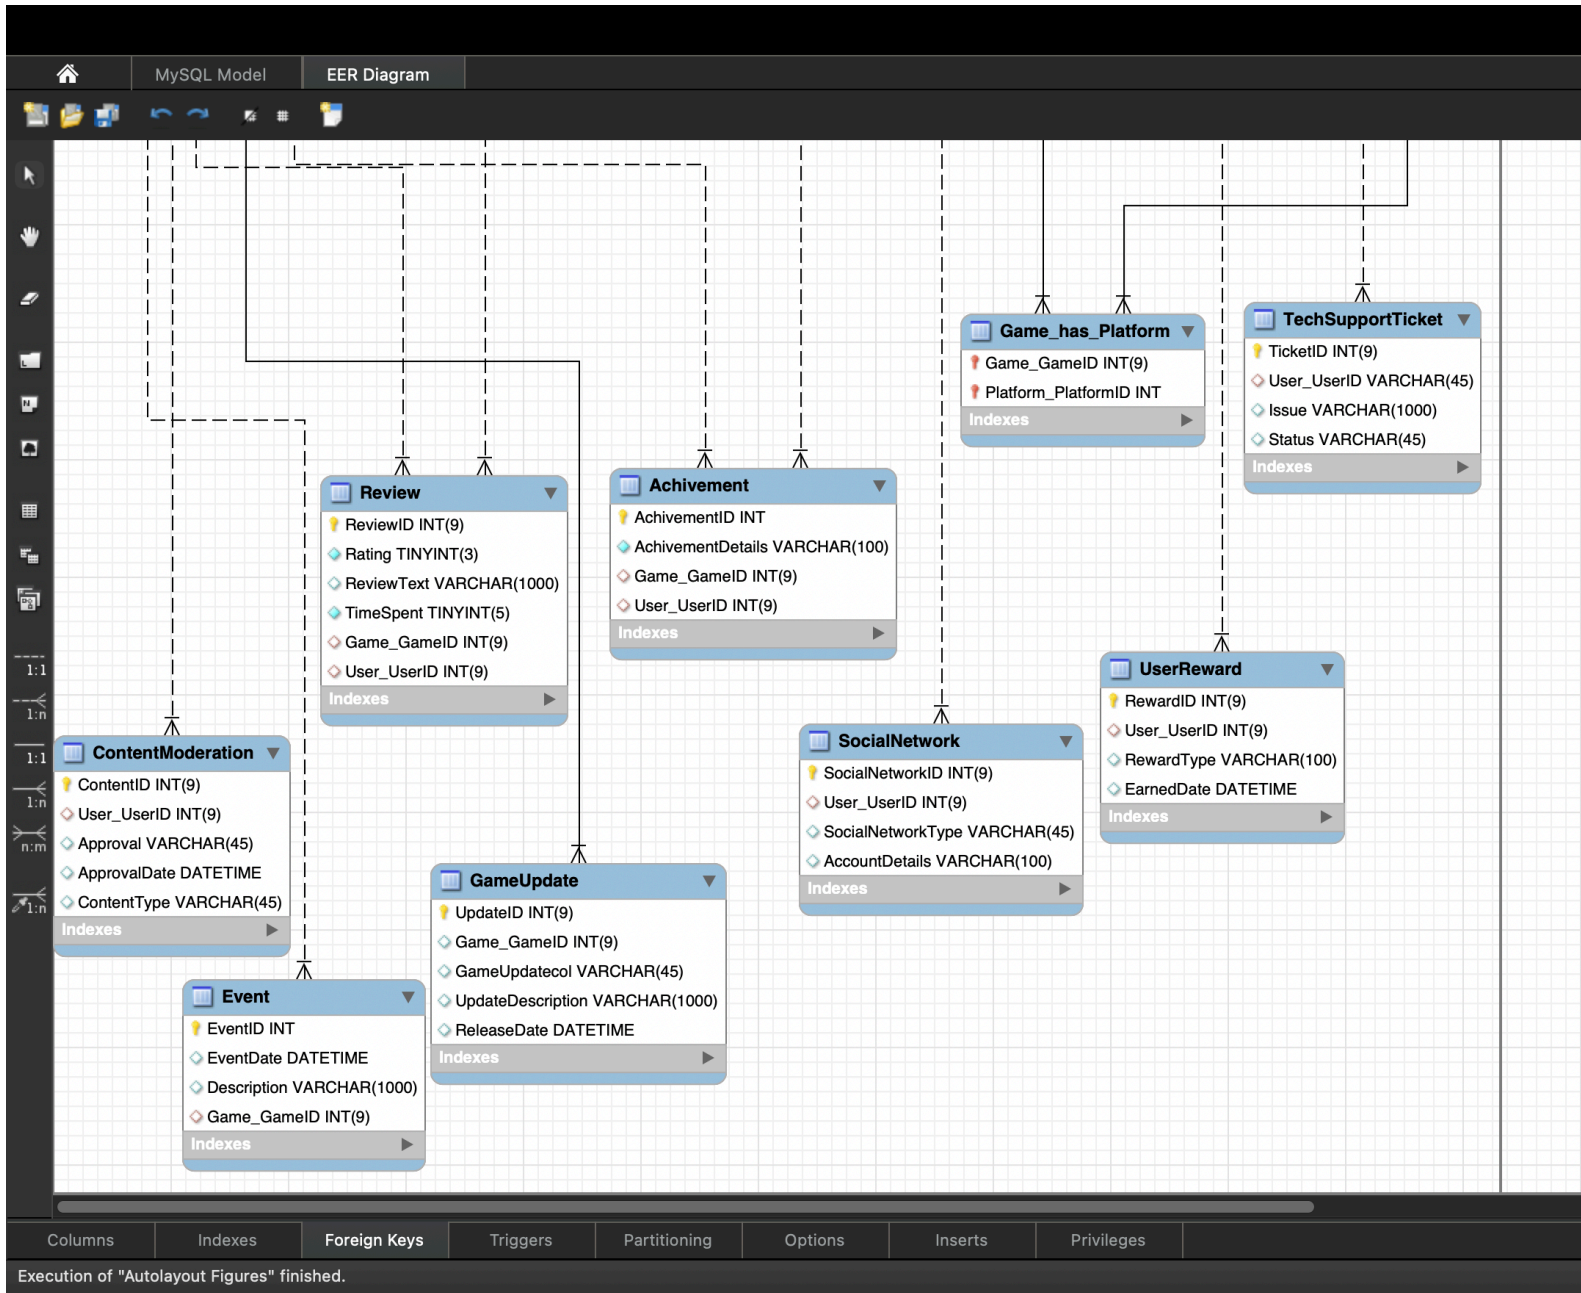 MySQL Model
EER Diagram
1:1
1:n
1:1
1:n
n:m
1:n
Game_has_Platform
Game_GameID INT(9)
Platform_PlatformID INT
Indexes
TechSupportTicket
TicketID INT(9)
User_UserID VARCHAR(45)
Issue VARCHAR(1000)
Status VARCHAR(45)
Indexes
Review
ReviewID INT(9)
Rating TINYINT(3)
ReviewText VARCHAR(1000)
TimeSpent TINYINT(5)
Game_GameID INT(9)
User_UserID INT(9)
Indexes
Achivement
AchivementID INT
AchivementDetails VARCHAR(100)
Game_GameID INT(9)
User_UserID INT(9)
Indexes
UserReward
RewardID INT(9)
User_UserID INT(9)
RewardType VARCHAR(100)
EarnedDate DATETIME
Indexes
ContentModeration
ContentID INT(9)
User_UserID INT(9)
Approval VARCHAR(45)
ApprovalDate DATETIME
ContentType VARCHAR(45)
Indexes
SocialNetwork
SocialNetworkID INT(9)
User_UserID INT(9)
SocialNetworkType VARCHAR(45)
AccountDetails VARCHAR(100)
Indexes
GameUpdate
UpdateID INT(9)
Game_GameID INT(9)
GameUpdatecol VARCHAR(45)
UpdateDescription VARCHAR(1000)
ReleaseDate DATETIME
Indexes
Event
EventID INT
EventDate DATETIME
Description VARCHAR(1000)
Game_GameID INT(9)
Indexes
Columns
Indexes
Foreign Keys
Triggers
Partitioning
Options
Inserts
Privileges
Execution of "Autolayout Figures" finished.